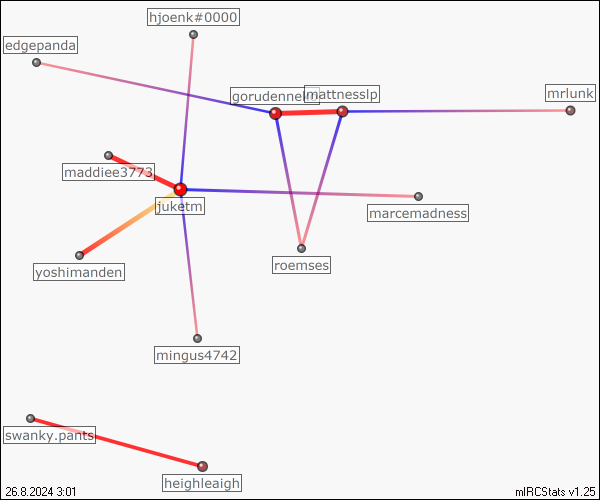 hjoenk#0000
edgepanda
mattnesslp
mrlunk
maddiee3773
juketm
marcemadness
yoshimanden
roemses
mingus4742
swanky.pants
heighleaigh
26.8.2024 3:01
mIRCStats v1.25